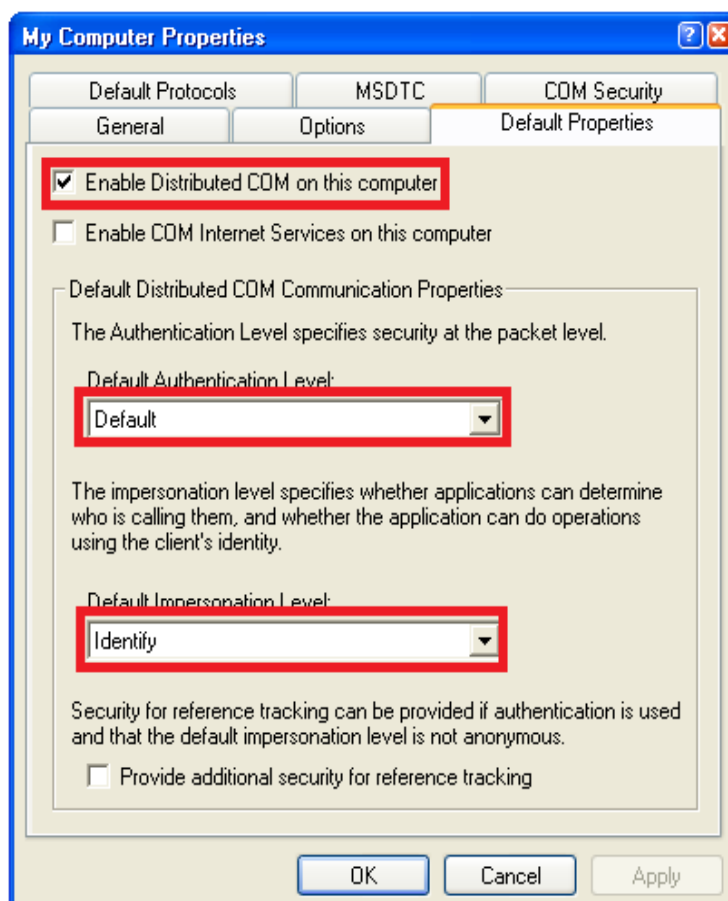 My Computer Properties
Default Protocols
MSDTC
COM Security
General
Options
Default Properties
Enable Distributed COM on this computer
Enable COM Internet Services on this computer
Default Distributed COM Communication Properties
The Authentication Level specifies security at the packet level.
Default Authentication Level:
Default
The impersonation level specifies whether applications can determine
who is calling them, and whether the application can do operations
using the client's identity.
Default Impersonation Level:
Identify
Security for reference tracking can be provided if authentication is used
and that the default impersonation level is not anonymous.
Provide additional security for reference tracking
OK
Cancel
Apply